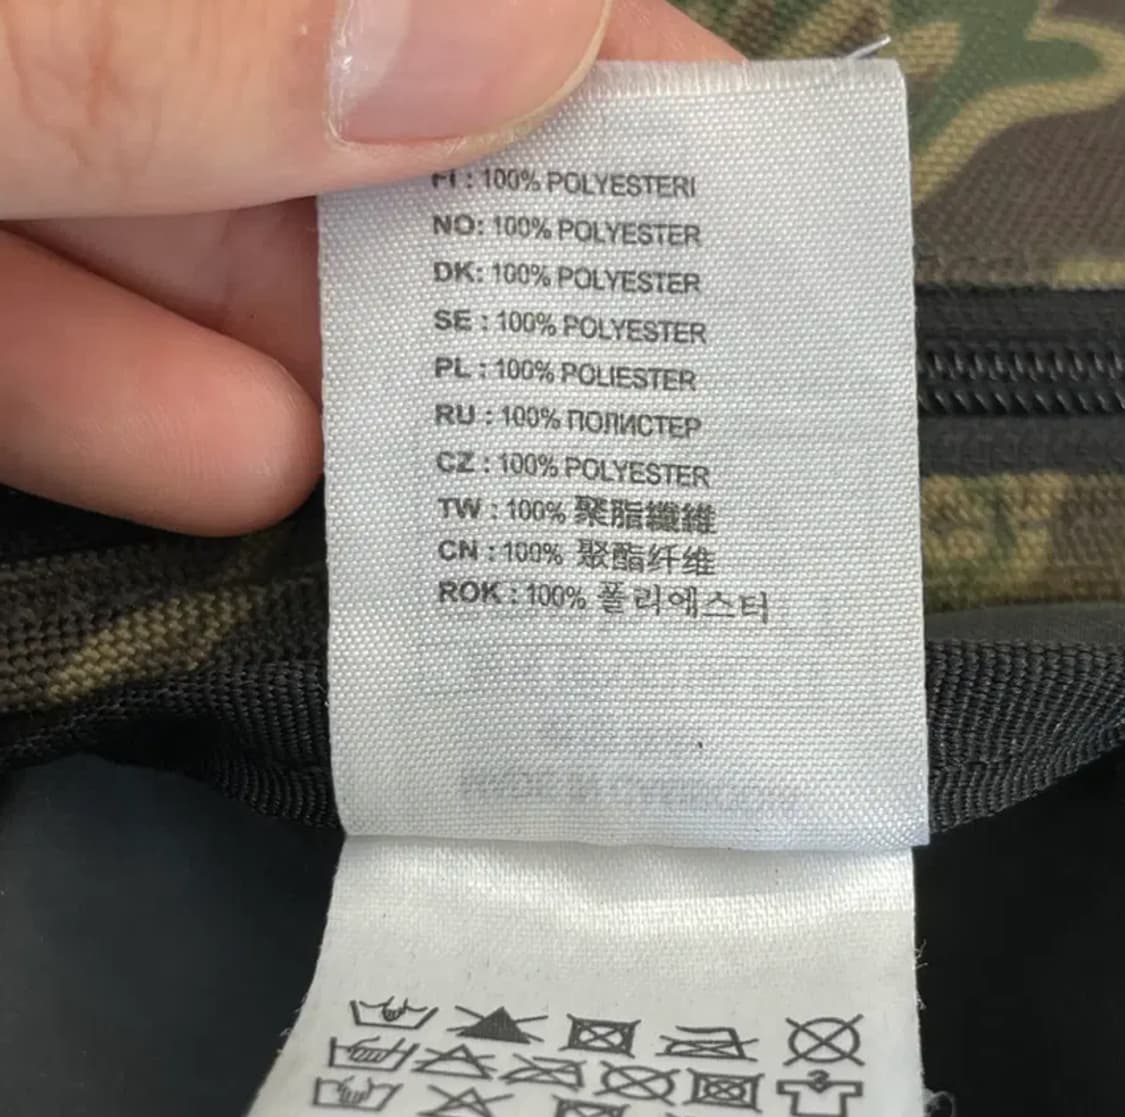 FI : 100% POLYESTERI
NO: 100% POLYESTER
DK: 100% POLYESTER
SE : 100% POLYESTER
PL : 100% POLIESTER
RU : 100% ПОЛИСТЕР
CZ : 100% POLYESTER
TW : 100% 聚脂纖維
CN : 100% 聚酯纤维
ROK : 100% 폴리에스터